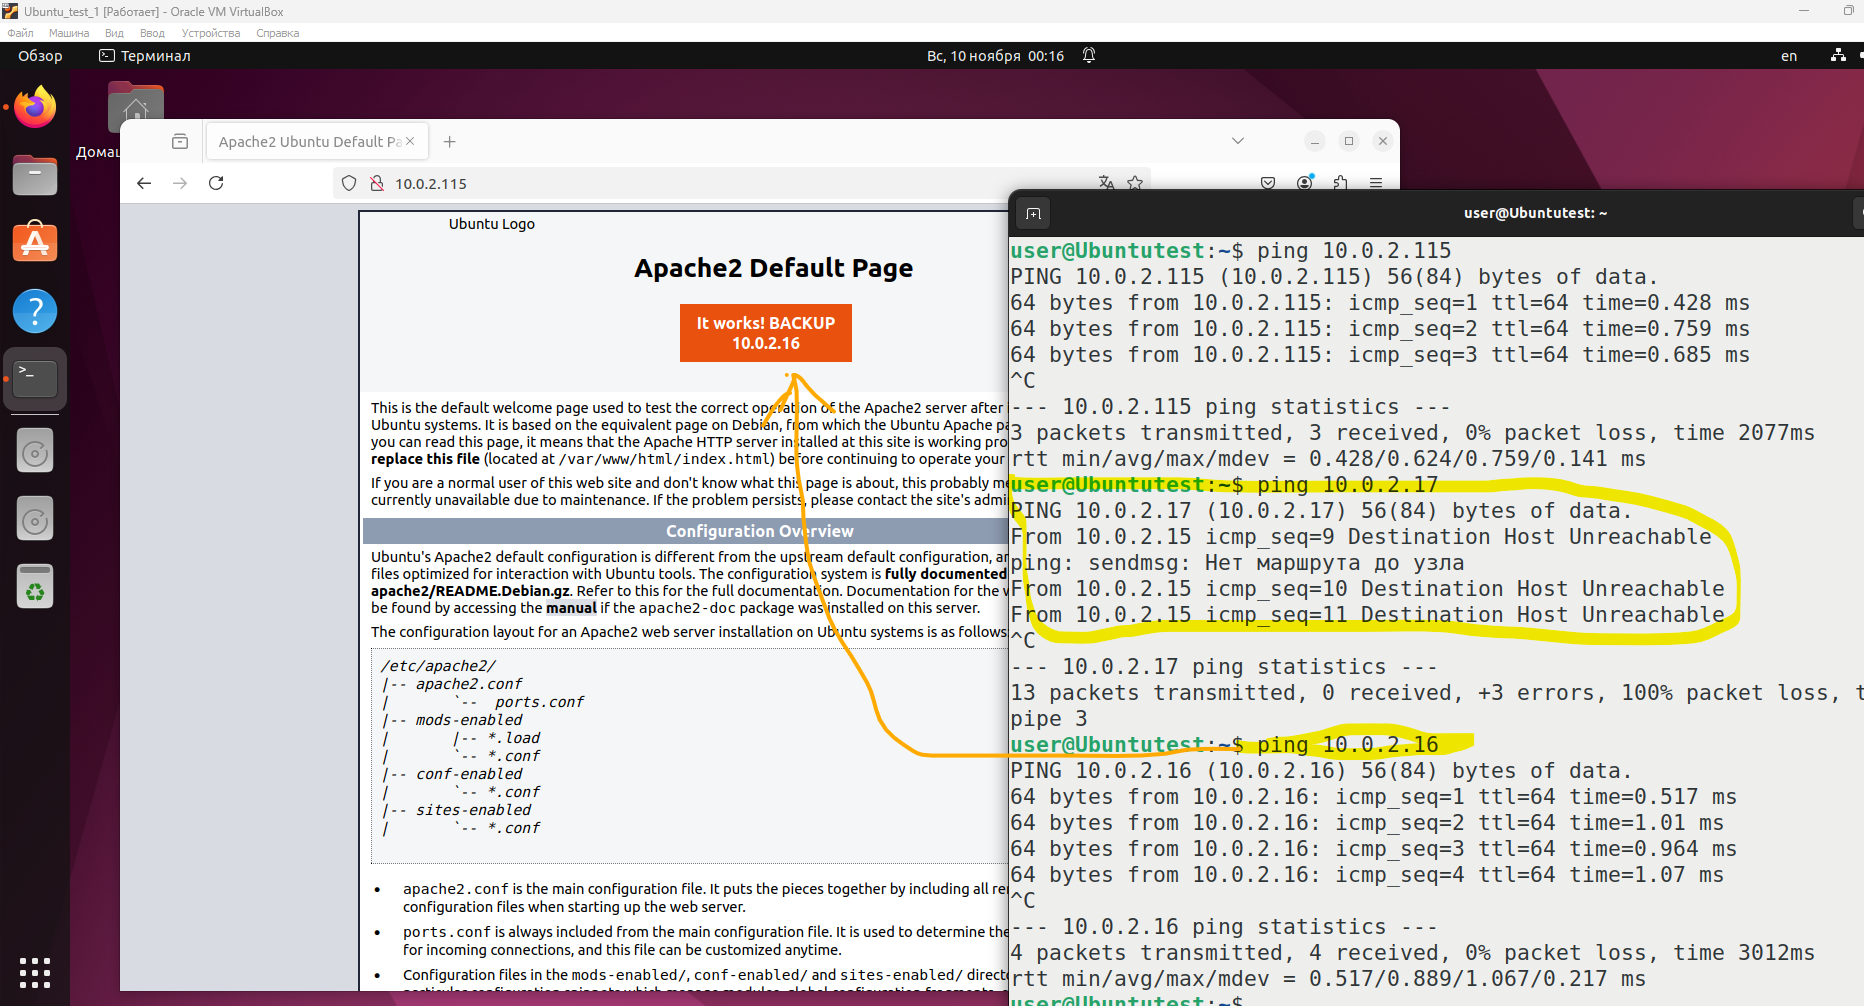 Ubuntu_test_1 [Работает] - Oracle VM VirtualBox
Файл Машина Вид Ввод Устройства Справка
Обзор Терминал Вс, 10 ноября 00:16 en
Apache2 Ubuntu Default Pa
10.0.2.115
Ubuntu Logo
Apache2 Default Page
It works! BACKUP
10.0.2.16
This is the default welcome page used to test the correct operation of the Apache2 server after
Ubuntu systems. It is based on the equivalent page on Debian, from which the Ubuntu Apache pa
you can read this page, it means that the Apache HTTP server installed at this site is working pro
replace this file (located at /var/www/html/index.html) before continuing to operate your
If you are a normal user of this web site and don't know what this page is about, this probably me
currently unavailable due to maintenance. If the problem persists, please contact the site's admi
Configuration Overview
Ubuntu's Apache2 default configuration is different from the upstream default configuration, an
files optimized for interaction with Ubuntu tools. The configuration system is fully documented
apache2/README.Debian.gz. Refer to this for the full documentation. Documentation for the w
be found by accessing the manual if the apache2-doc package was installed on this server.
The configuration layout for an Apache2 web server installation on Ubuntu systems is as follows:
/etc/apache2/
|-- apache2.conf
|       `--  ports.conf
|-- mods-enabled
|       |-- *.load
|       `-- *.conf
|-- conf-enabled
|       `-- *.conf
|-- sites-enabled
|       `-- *.conf
• apache2.conf is the main configuration file. It puts the pieces together by including all re
configuration files when starting up the web server.
• ports.conf is always included from the main configuration file. It is used to determine the
for incoming connections, and this file can be customized anytime.
• Configuration files in the mods-enabled/, conf-enabled/ and sites-enabled/ directo
user@Ubuntutest: ~
user@Ubuntutest:~$ ping 10.0.2.115
PING 10.0.2.115 (10.0.2.115) 56(84) bytes of data.
64 bytes from 10.0.2.115: icmp_seq=1 ttl=64 time=0.428 ms
64 bytes from 10.0.2.115: icmp_seq=2 ttl=64 time=0.759 ms
64 bytes from 10.0.2.115: icmp_seq=3 ttl=64 time=0.685 ms
^C
--- 10.0.2.115 ping statistics ---
3 packets transmitted, 3 received, 0% packet loss, time 2077ms
rtt min/avg/max/mdev = 0.428/0.624/0.759/0.141 ms
user@Ubuntutest:~$ ping 10.0.2.17
PING 10.0.2.17 (10.0.2.17) 56(84) bytes of data.
From 10.0.2.15 icmp_seq=9 Destination Host Unreachable
ping: sendmsg: Нет маршрута до узла
From 10.0.2.15 icmp_seq=10 Destination Host Unreachable
From 10.0.2.15 icmp_seq=11 Destination Host Unreachable
^C
--- 10.0.2.17 ping statistics ---
13 packets transmitted, 0 received, +3 errors, 100% packet loss, t
pipe 3
user@Ubuntutest:~$ ping 10.0.2.16
PING 10.0.2.16 (10.0.2.16) 56(84) bytes of data.
64 bytes from 10.0.2.16: icmp_seq=1 ttl=64 time=0.517 ms
64 bytes from 10.0.2.16: icmp_seq=2 ttl=64 time=1.01 ms
64 bytes from 10.0.2.16: icmp_seq=3 ttl=64 time=0.964 ms
64 bytes from 10.0.2.16: icmp_seq=4 ttl=64 time=1.07 ms
^C
--- 10.0.2.16 ping statistics ---
4 packets transmitted, 4 received, 0% packet loss, time 3012ms
rtt min/avg/max/mdev = 0.517/0.889/1.067/0.217 ms
user@Ubuntutest:~$
Домаш